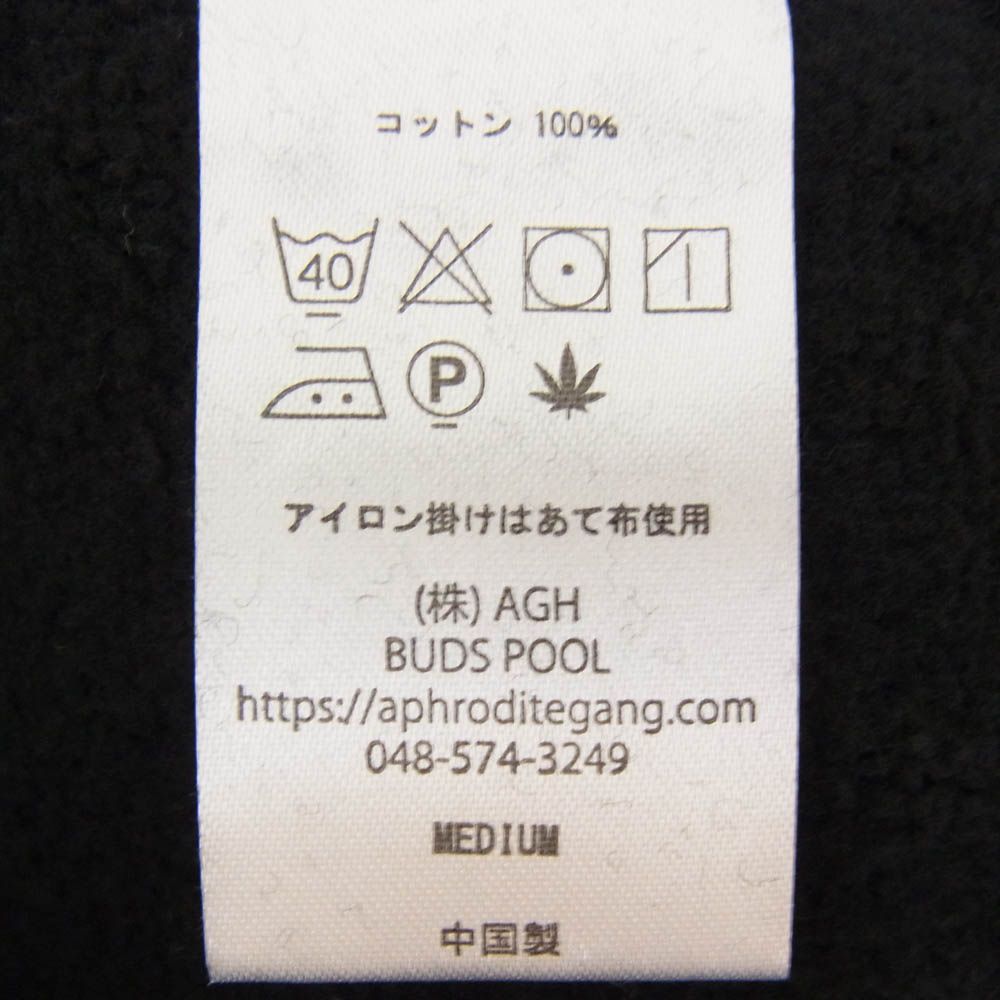 コットン 100%
40
P
アイロン掛けはあて布使用
(株) AGH
BUDS POOL
https://aphroditegang.com
048-574-3249
MEDIUM
中国製